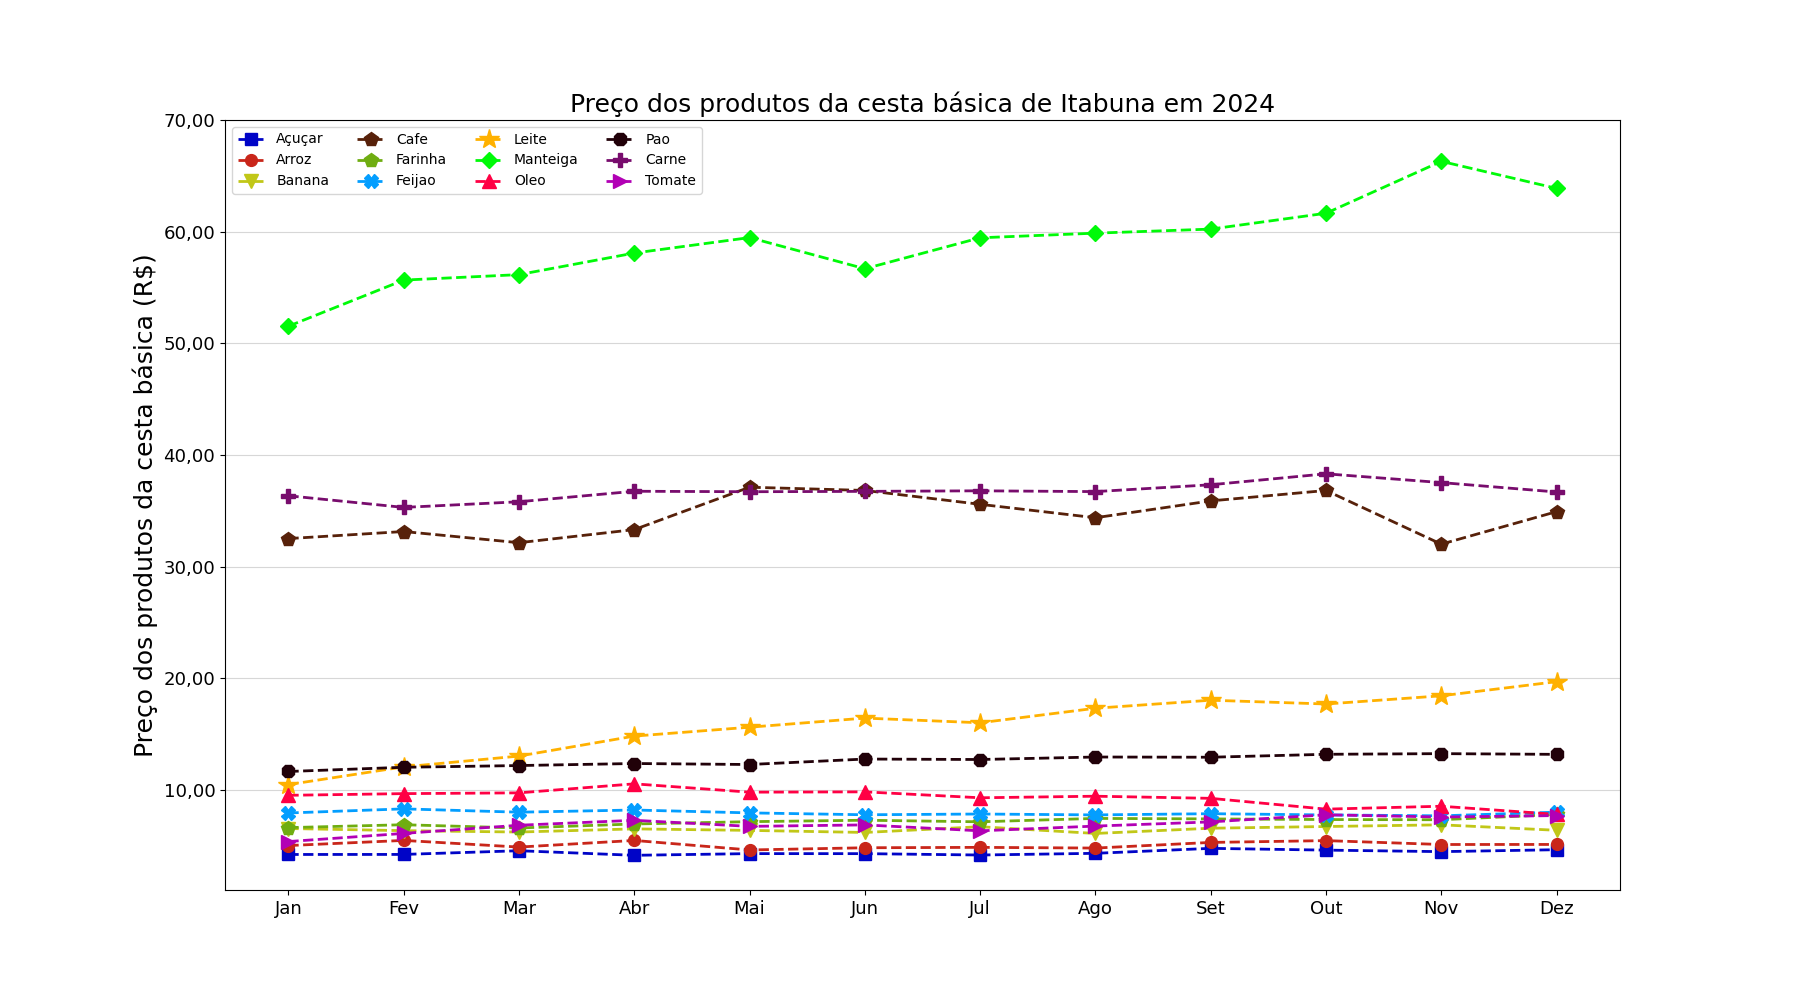 Preço dos produtos da cesta básica de Itabuna em 2024
Preço dos produtos da cesta básica (R$)
70,00
60,00
50,00
40,00
30,00
20,00
10,00
Açuçar
Arroz
Banana
Cafe
Farinha
Feijao
Leite
Manteiga
Oleo
Pao
Carne
Tomate
Jan Fev Mar Abr Mai Jun Jul Ago Set Out Nov Dez